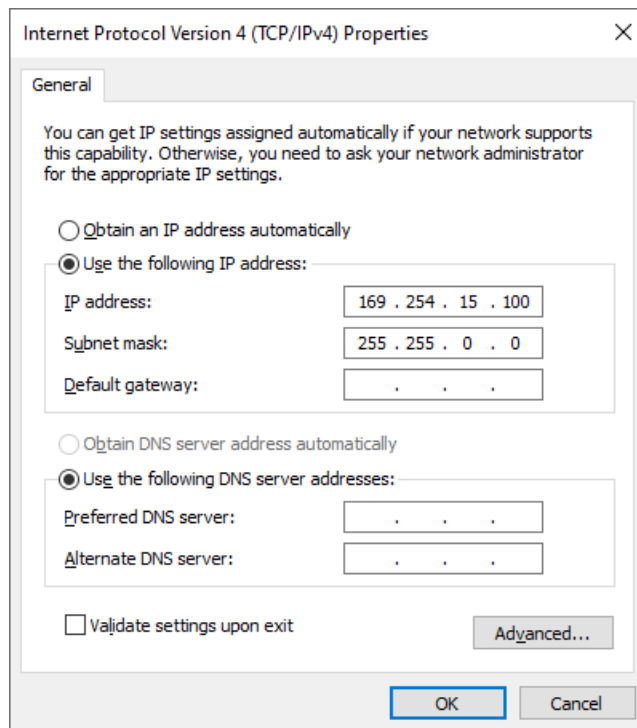 Internet Protocol Version 4 (TCP/IPv4) Properties
General
You can get IP settings assigned automatically if your network supports
this capability. Otherwise, you need to ask your network administrator
for the appropriate IP settings.
Obtain an IP address automatically
Use the following IP address:
IP address: 169 . 254 . 15 . 100
Subnet mask: 255 . 255 . 0 . 0
Default gateway: . . .
Obtain DNS server address automatically
Use the following DNS server addresses:
Preferred DNS server: . . .
Alternate DNS server: . . .
Validate settings upon exit
Advanced...
OK Cancel